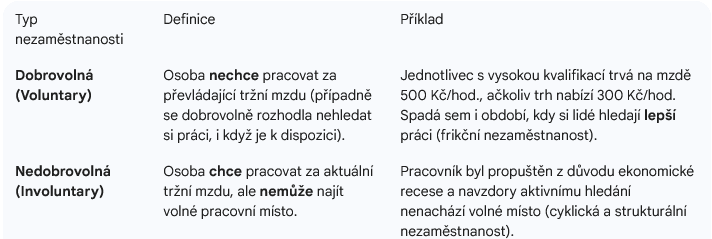 Typ nezaměstnanosti Definice Příklad
Dobrovolná (Voluntary)
Osoba nechce pracovat za
převládající tržní mzdu (případně
se dobrovolně rozhodla nehledat
si práci, i když je k dispozici).
Jednotlivec s vysokou kvalifikací trvá na mzdě
500 Kč/hod., ačkoliv trh nabízí 300 Kč/hod.
Spadá sem i období, kdy si lidé hledají lepší
práci (frikční nezaměstnanost).
Nedobrovolná (Involuntary)
Osoba chce pracovat za aktuální
tržní mzdu, ale nemůže najít
volné pracovní místo.
Pracovník byl propuštěn z důvodu ekonomické
recese a navzdory aktivnímu hledání
nenachází volné místo (cyklická a strukturální
nezaměstnanost).